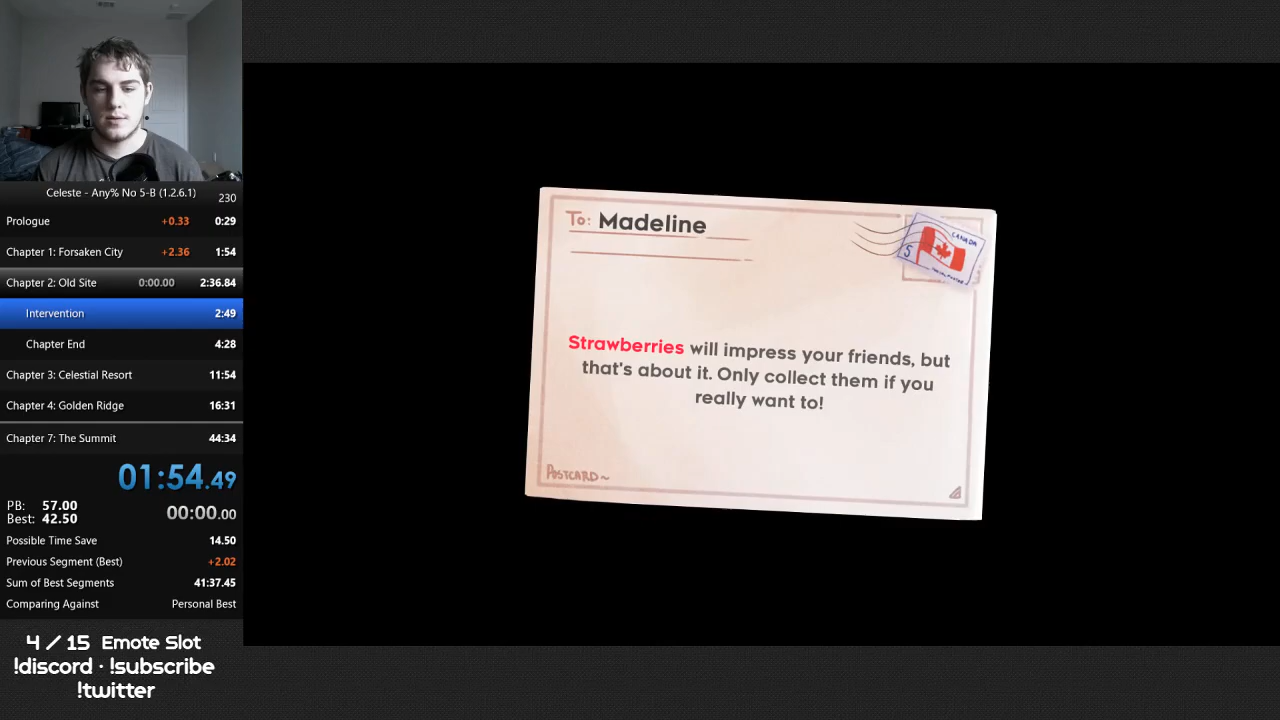 Celeste - Any% No 5-B (1.2.6.1) 230
Prologue +0.33 0:29
Chapter 1: Forsaken City +2.36 1:54
Chapter 2: Old Site 0:00.00 2:36.84
Intervention 2:49
Chapter End 4:28
Chapter 3: Celestial Resort 11:54
Chapter 4: Golden Ridge 16:31
Chapter 7: The Summit 44:34
01:54.49
PB: 57.00
Best: 42.50
00:00.00
Possible Time Save 14.50
Previous Segment (Best) +2.02
Sum of Best Segments 41:37.45
Comparing Against Personal Best
4 / 15 Emote Slot
!discord · !subscribe
!twitter
To: Madeline
CANADA
5
Strawberries will impress your friends, but
that's about it. Only collect them if you
really want to!
POSTCARD~